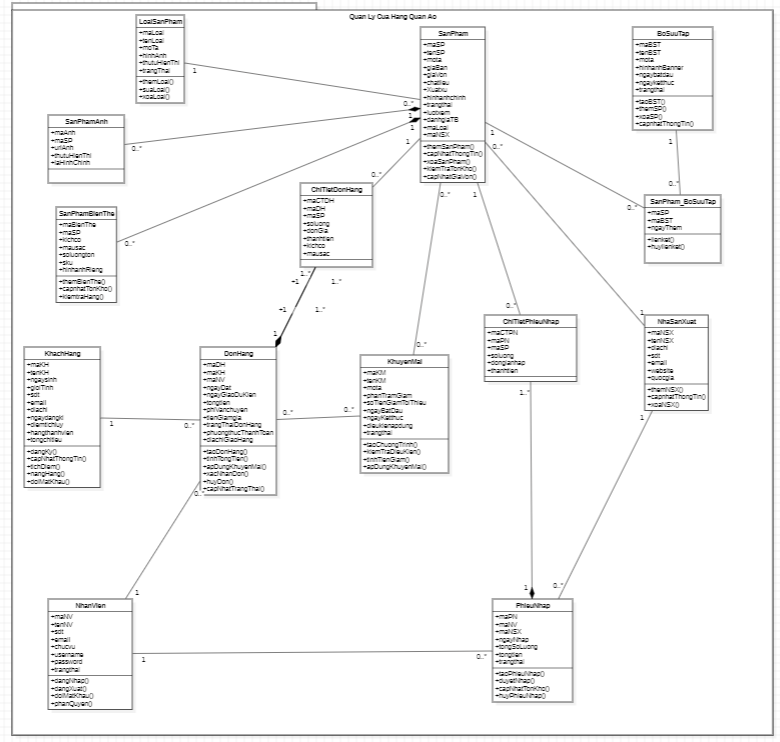 Quan Ly Cua Hang Quan Ao
LoaiSanPham
+maLoai
+tenLoai
+moTa
+hinhAnh
+thutuHienThi
+trangThai
+themLoai()
+suaLoai()
+xoaLoai()
1
SanPham
+maSP
+tenSP
+mota
+giaBan
+giaVon
+chatlieu
+Xuatxu
+hinhanhchinh
+trangthai
+luotxem
+danhgiaTB
+maLoai
+maNSX
+themSanPham()
+capNhatThongTin()
+xoaSanPham()
+kiemTraTonKho()
+capNhatGiaVon()
0..*
1
1
1
1
0..*
0..*
1
BoSuuTap
+maBST
+tenBST
+mota
+hinhanhBanner
+ngaybatdau
+ngayketthuc
+trangthai
+taoBST()
+themSP()
+xoaSP()
+capnhatThongTin()
1
0..*
SanPhamAnh
+maAnh
+maSP
+urlAnh
+thutuHienThi
+laHinhChinh
0..*
SanPhamBienThe
+maBienThe
+maSP
+kichco
+mausac
+soluongton
+sku
+hinhanhRieng
+themBienThe()
+capnhatTonKho()
+kiemtraHang()
0..*
0..*
ChiTietDonHang
+maCTDH
+maDH
+maSP
+soluong
+donGia
+thanhtien
+kichco
+mausac
1..*
+1
1..*
+1
1..*
1
SanPham_BoSuuTap
+maSP
+maBST
+ngayThem
+lienket()
+huylienket()
0..*
0..*
ChiTietPhieuNhap
+maCTPN
+maPN
+maSP
+soluong
+dongianhap
+thanhtien
1..*
1
NhaSanXuat
+maNSX
+tenNSX
+diachi
+sdt
+email
+website
+quocgia
+themNSX()
+capnhatThongTin()
+xoaNSX()
1
KhachHang
+maKH
+tenKH
+ngaysinh
+gioiTinh
+sdt
+email
+diachi
+ngaydangki
+diemtichluy
+hangthanhvien
+tongchitieu
+dangKy()
+capNhatThongTin()
+tichDiem()
+nangHang()
+doiMatKhau()
1
0..*
DonHang
+maDH
+maKH
+maNV
+ngayDat
+ngayGiaoDuKien
+tongtien
+phiVanchuyen
+tienGiamgia
+trangThaiDonHang
+phuongthucThanhToan
+diachiGiaoHang
+taoDonHang()
+tinhTongTien()
+apDungKhuyenMai()
+xacNhanDon()
+huyDon()
+capNhatTrangThai()
0..*
0..*
0..*
0..*
KhuyenMai
+maKM
+tenKM
+mota
+phanTramGiam
+soTienGiamToiThieu
+ngayBatDau
+ngayKetthuc
+dieukienapdung
+trangthai
+taoChuongTrinh()
+kiemTraDieuKien()
+tinhTienGiam()
+apDungKhuyenMai()
1
NhanVien
+maNV
+tenNV
+sdt
+email
+chucvu
+username
+password
+trangthai
+dangNhap()
+dangXuat()
+doiMatKhau()
+phanQuyen()
1
0..*
1
0..*
PhieuNhap
+maPN
+maNV
+maNSX
+ngayNhap
+tongSoLuong
+tongtien
+trangthai
+taoPhieuNhap()
+duyetNhap()
+capNhatTonKho()
+huyPhieuNhap()